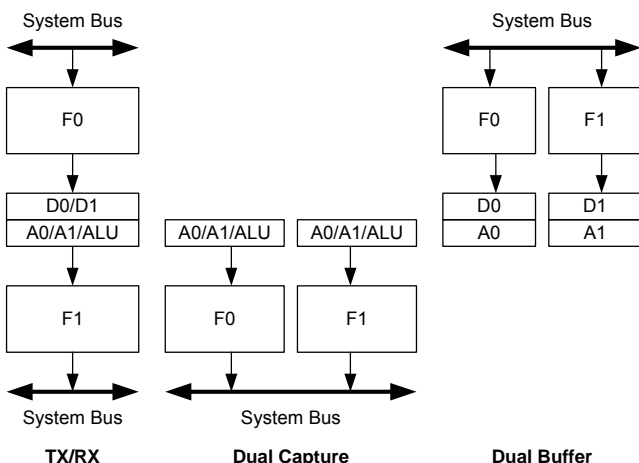 System Bus
F0
D0/D1
A0/A1/ALU
F1
System Bus
TX/RX
A0/A1/ALU
A0/A1/ALU
F0
F1
System Bus
Dual Capture
System Bus
F0
F1
D0
D1
A0
A1
Dual Buffer